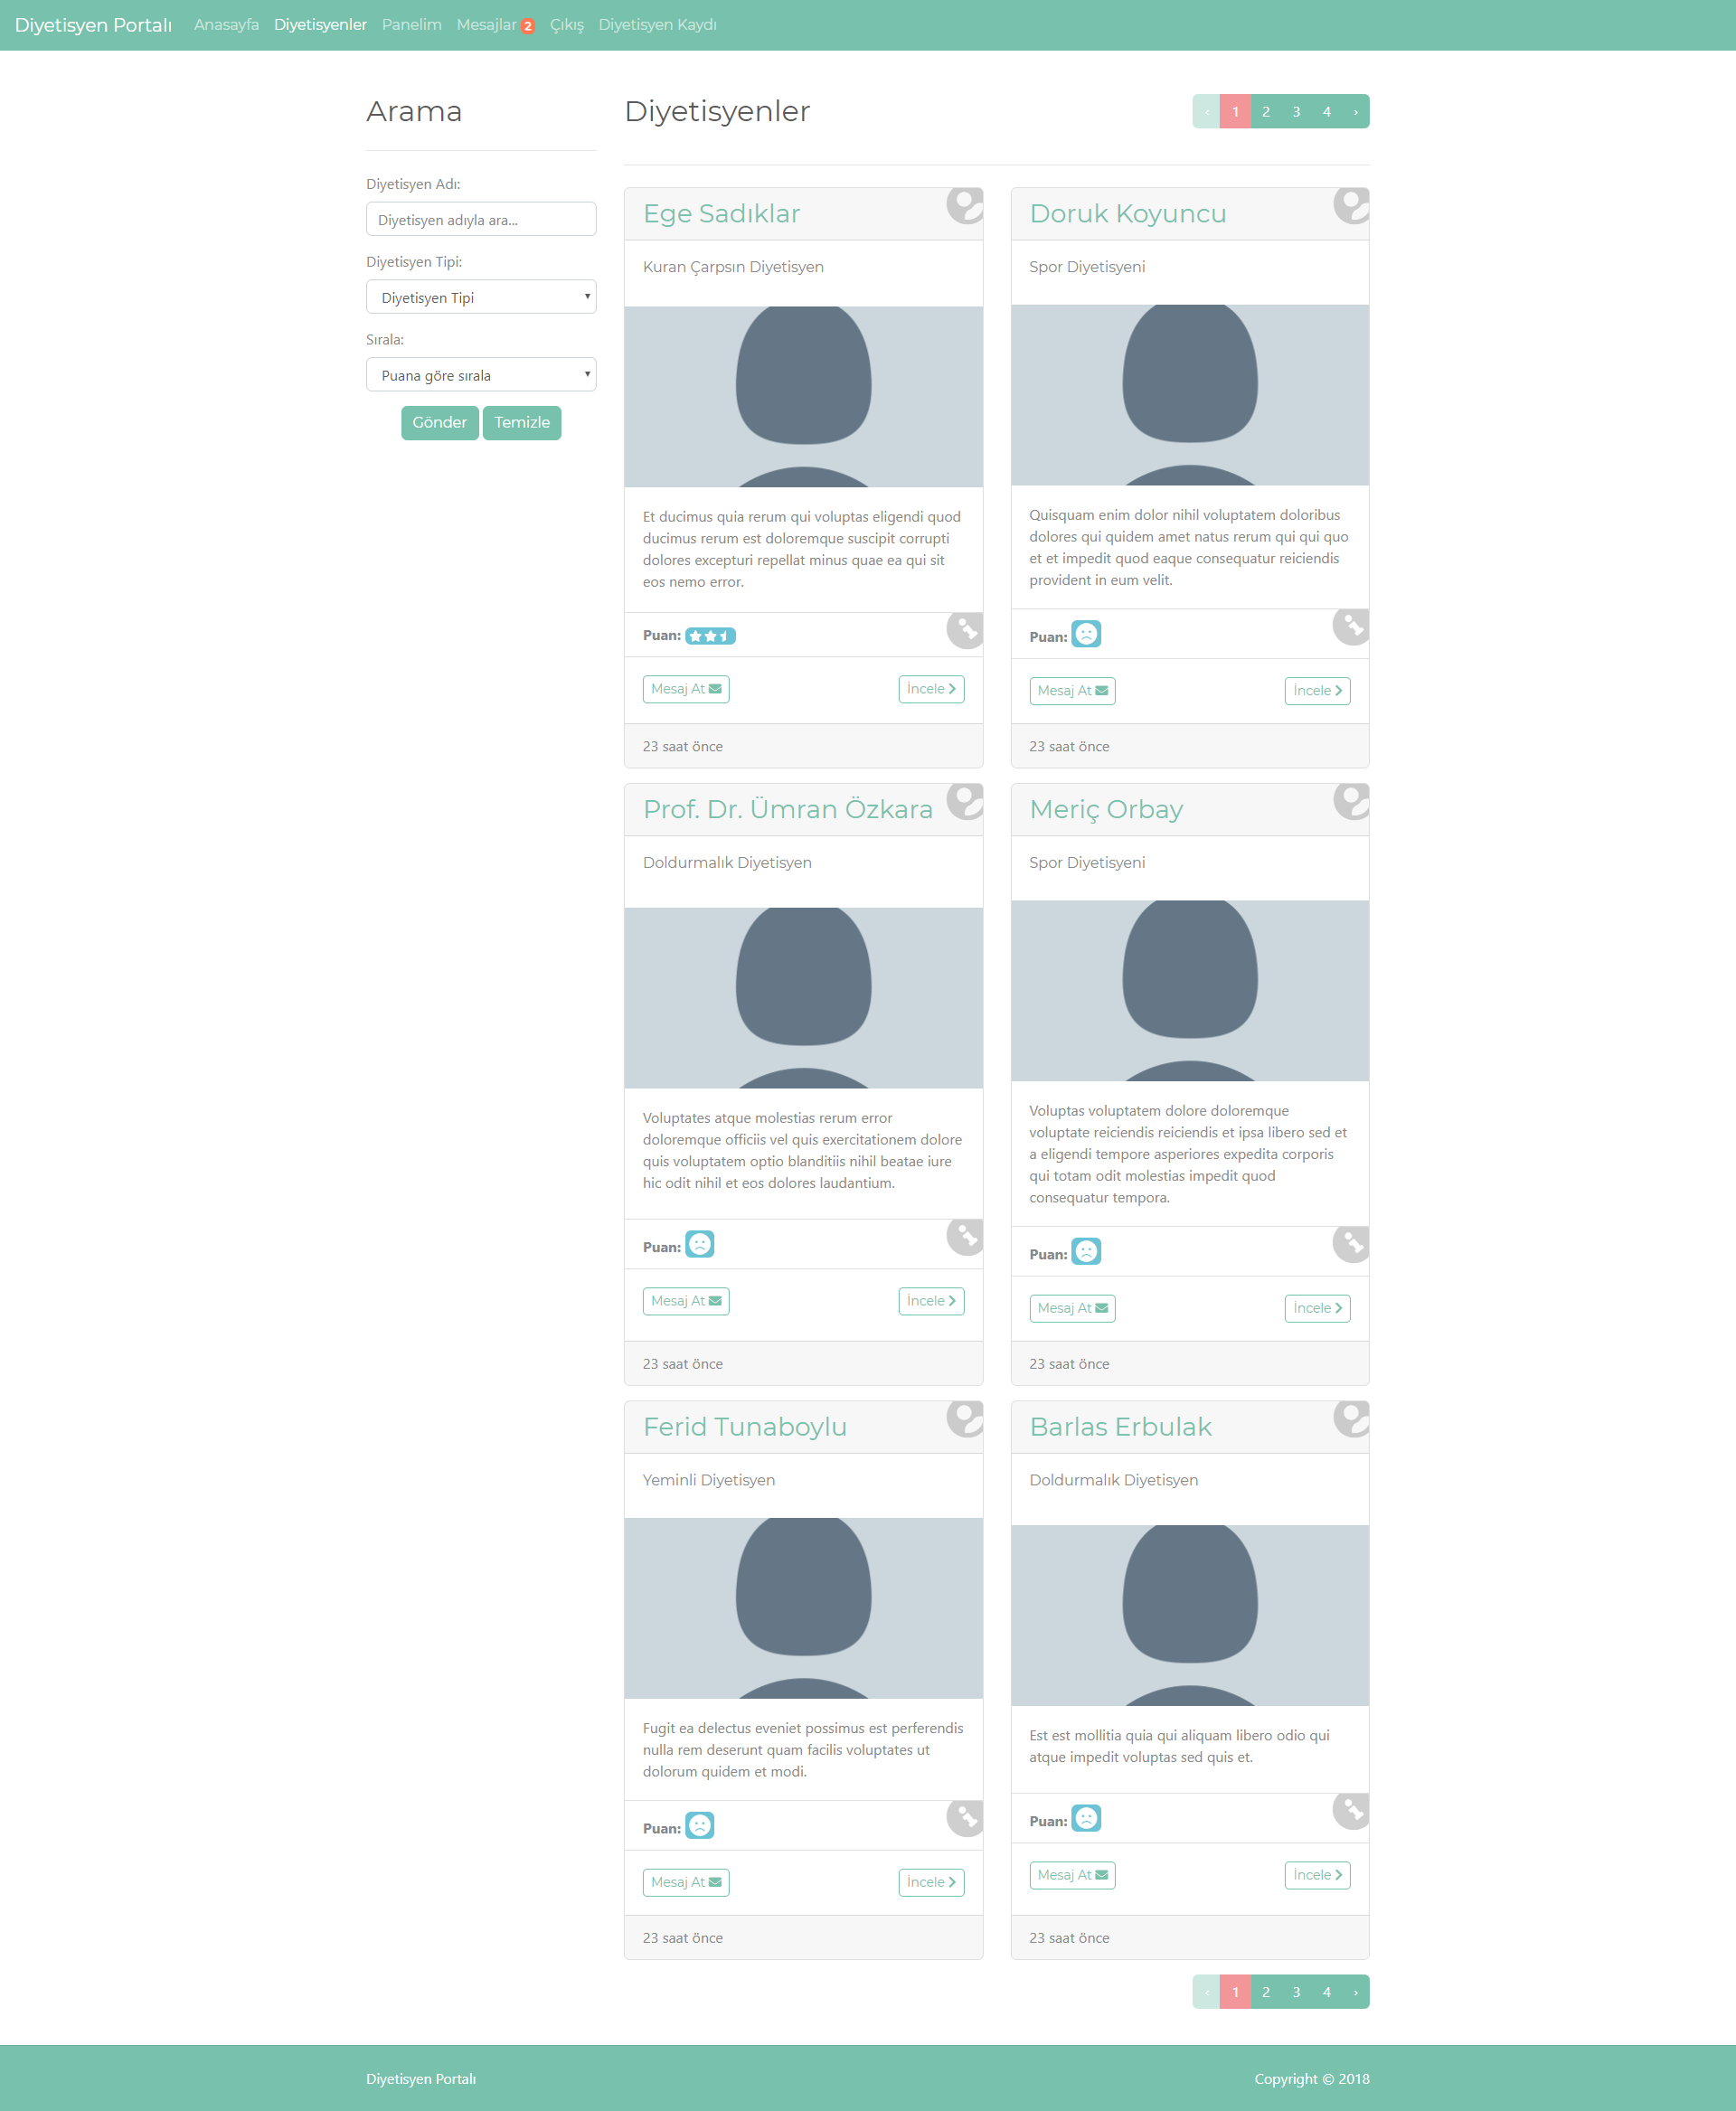 Diyetisyen Portalı Anasayfa Diyetisyenler Panelim Mesajlar 2 Çıkış Diyetisyen Kaydı
Arama
Diyetisyen Adı:
Diyetisyen adıyla ara...
Diyetisyen Tipi:
Diyetisyen Tipi
Sırala:
Puana göre sırala
Gönder Temizle
Diyetisyenler
‹ 1 2 3 4 ›
Ege Sadıklar
Kuran Çarpsın Diyetisyen
Et ducimus quia rerum qui voluptas eligendi quod
ducimus rerum est doloremque suscipit corrupti
dolores excepturi repellat minus quae ea qui sit
eos nemo error.
Puan:
Mesaj At İncele
23 saat önce
Doruk Koyuncu
Spor Diyetisyeni
Quisquam enim dolor nihil voluptatem doloribus
dolores qui quidem amet natus rerum qui qui quo
et et impedit quod eaque consequatur reiciendis
provident in eum velit.
Puan:
Mesaj At İncele
23 saat önce
Prof. Dr. Ümran Özkara
Doldurmalık Diyetisyen
Voluptates atque molestias rerum error
doloremque officiis vel quis exercitationem dolore
quis voluptatem optio blanditiis nihil beatae iure
hic odit nihil et eos dolores laudantium.
Puan:
Mesaj At İncele
23 saat önce
Meriç Orbay
Spor Diyetisyeni
Voluptas voluptatem dolore doloremque
voluptate reiciendis reiciendis et ipsa libero sed et
a eligendi tempore asperiores expedita corporis
qui totam odit molestias impedit quod
consequatur tempora.
Puan:
Mesaj At İncele
23 saat önce
Ferid Tunaboylu
Yeminli Diyetisyen
Fugit ea delectus eveniet possimus est perferendis
nulla rem deserunt quam facilis voluptates ut
dolorum quidem et modi.
Puan:
Mesaj At İncele
23 saat önce
Barlas Erbulak
Doldurmalık Diyetisyen
Est est mollitia quia qui aliquam libero odio qui
atque impedit voluptas sed quis et.
Puan:
Mesaj At İncele
23 saat önce
‹ 1 2 3 4 ›
Diyetisyen Portalı Copyright © 2018